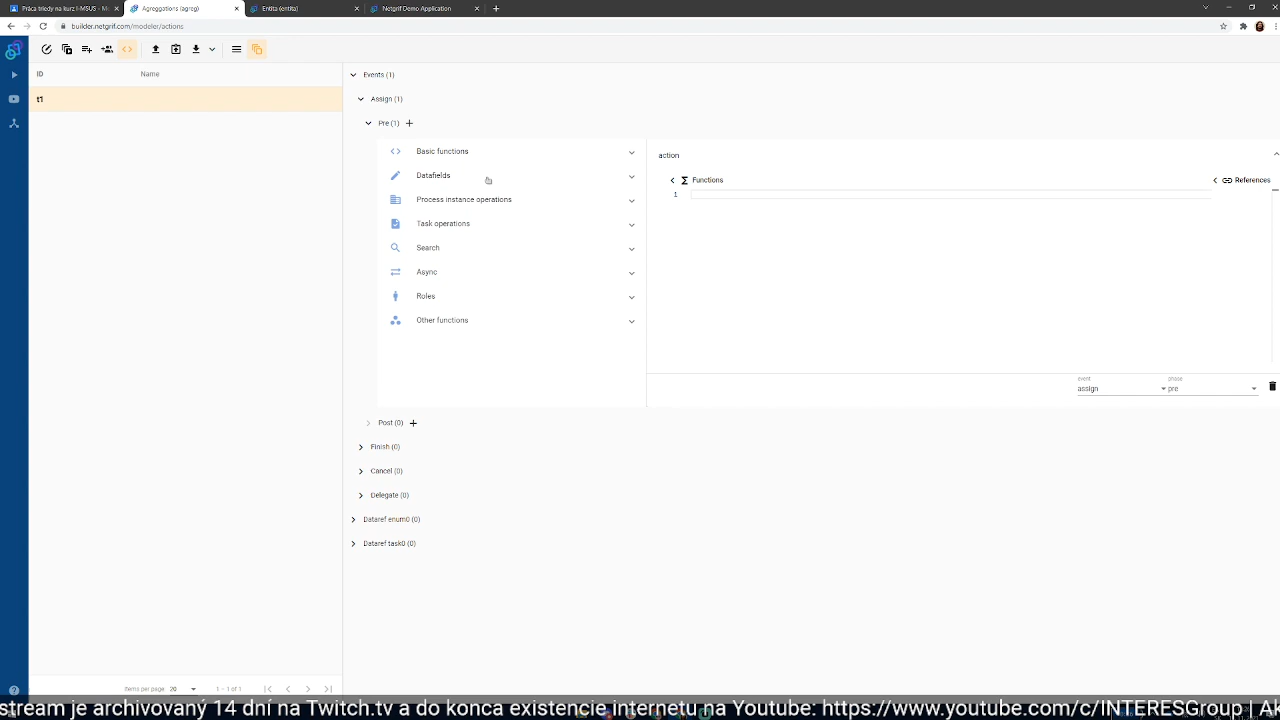 Práca triedy na kurz I-MSUS - M
Agreggations (agreg)
Entita (entita)
Netgrif Demo Application
builder.netgrif.com/modeler/actions
ID
Name
t1
Events (1)
Assign (1)
Pre (1)
Basic functions
Datafields
Process instance operations
Task operations
Search
Async
Roles
Other functions
action
Functions
References
1
event
assign
phase
pre
Post (0)
Finish (0)
Cancel (0)
Delegate (0)
Dataref enum0 (0)
Dataref task0 (0)
Items per page: 20
1 – 1 of 1
stream je archivovaný 14 dní na Twitch.tv a do konca existencie internetu na Youtube: https://www.youtube.com/c/INTERESGroup |